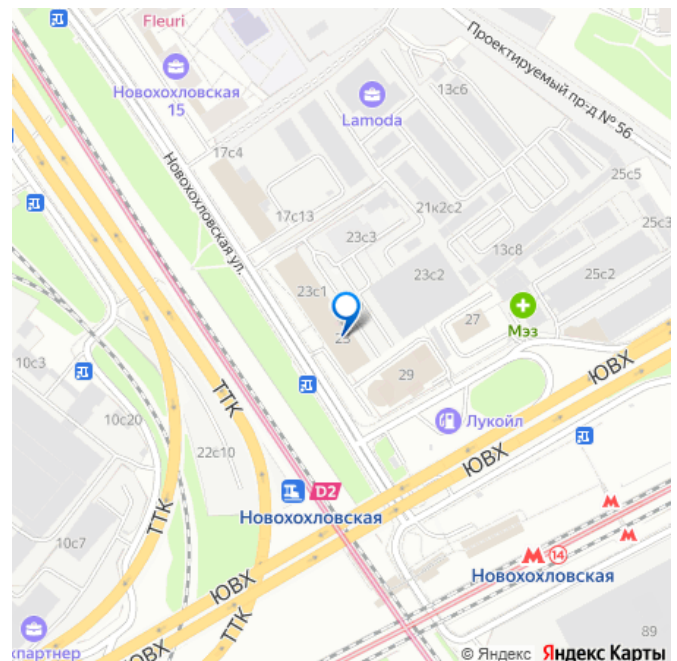 Fleuri
Новохохловская
15
Lamoda
13с6
Проектируемый пр-д № 56
17с4
Новохохловская ул.
25с5
21к2с2
17с13
25с3
23с3
13с8
23с2
25с2
23с1
27
Мэз
23
29
ЮВХ
10с3
ТТК
Лукойл
10с20
22с10
ЮВХ
D2
Новохохловская
ТТК
М
М
М
14
10с7
Новохохловская
ЮВХ
ТТК
89
кпартнер
ЮВХ
© Яндекс Яндекс Карты